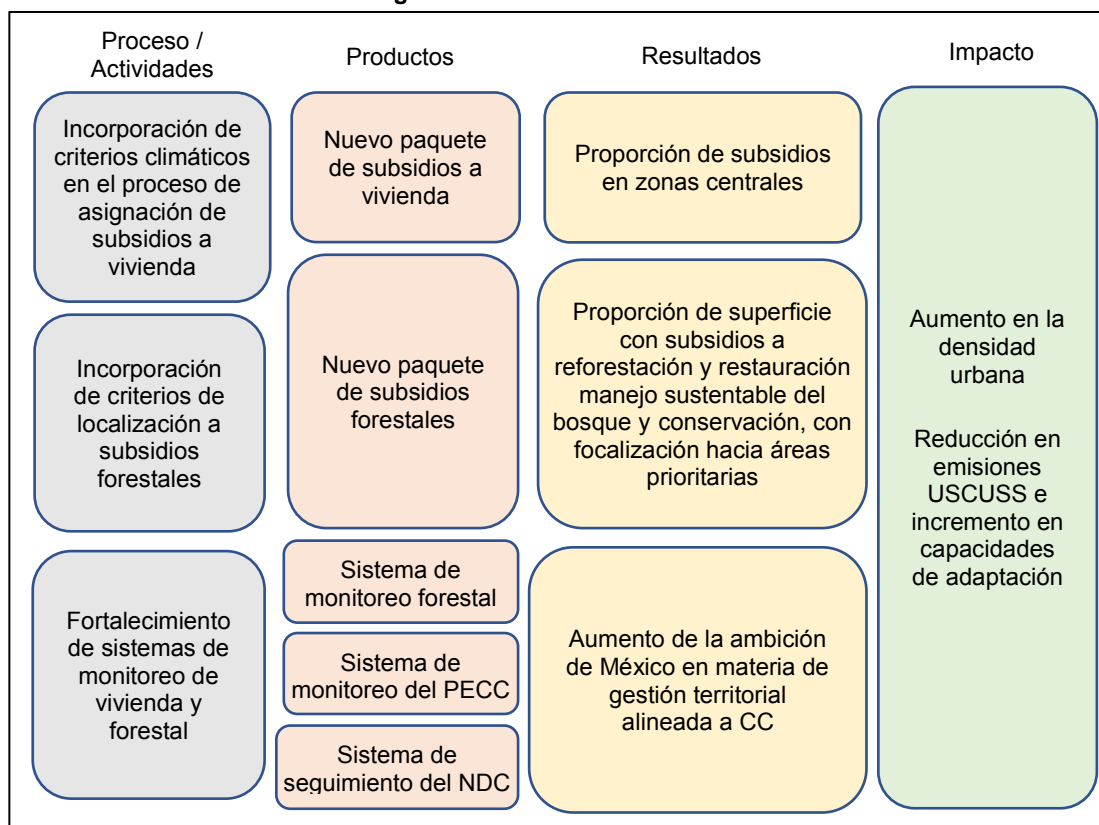 Proceso /
Actividades
Productos
Resultados
Impacto
Incorporación de
criterios climáticos
en el proceso de
asignación de
subsidios a
vivienda
Nuevo paquete
de subsidios a
vivienda
Proporción de subsidios
en zonas centrales
Incorporación
de criterios de
localización a
subsidios
forestales
Nuevo paquete
de subsidios
forestales
Proporción de superficie
con subsidios a
reforestación y restauración
manejo sustentable del
bosque y conservación, con
focalización hacia áreas
prioritarias
Fortalecimiento
de sistemas de
monitoreo de
vivienda y
forestal
Sistema de
monitoreo forestal
Sistema de
monitoreo del PECC
Sistema de
seguimiento del NDC
Aumento de la ambición
de México en materia de
gestión territorial
alineada a CC
Aumento en la
densidad
urbana
Reducción en
emisiones
USCUSS e
incremento en
capacidades
de adaptación